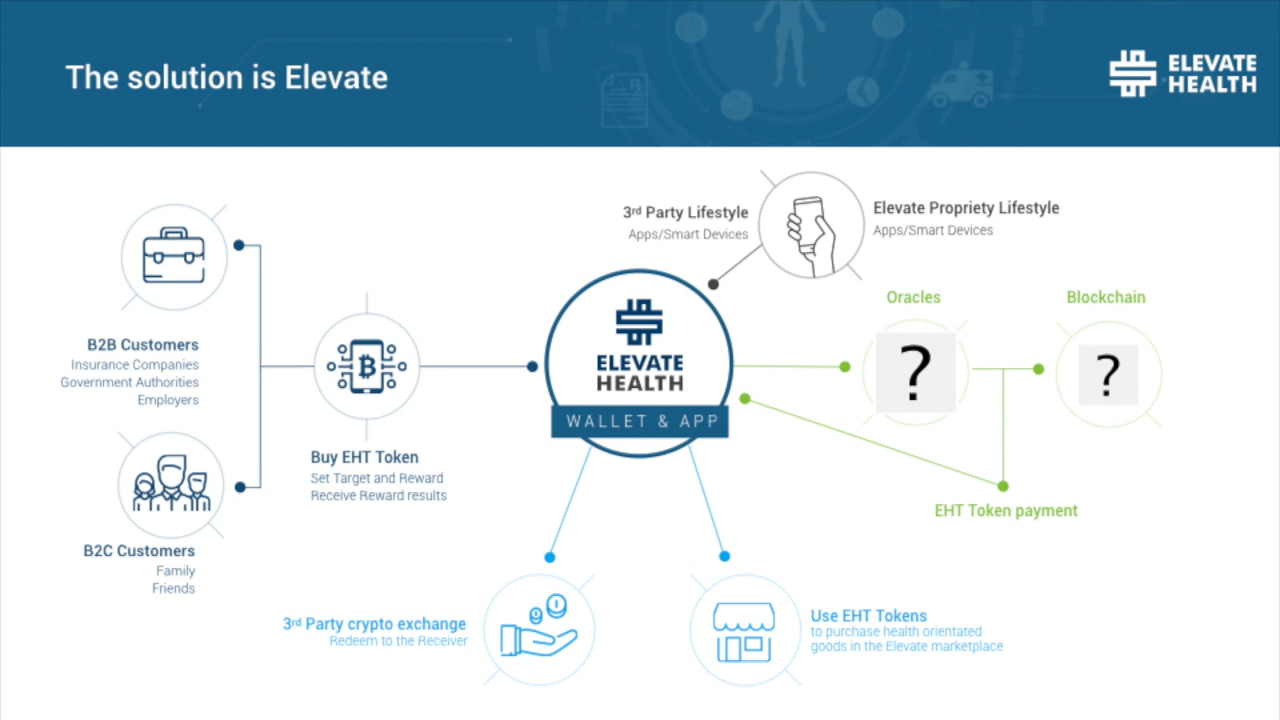 The solution is Elevate
ELEVATE
HEALTH
3rd Party Lifestyle
Apps/Smart Devices
Elevate Propriety Lifestyle
Apps/Smart Devices
Oracles
Blockchain
?
?
B2B Customers
Insurance Companies
Government Authorities
Employers
B
ELEVATE
HEALTH
WALLET & APP
Buy EHT Token
Set Target and Reward
Receive Reward results
EHT Token payment
B2C Customers
Family
Friends
3rd Party crypto exchange
Redeem to the Receiver
Use EHT Tokens
to purchase health orientated
goods in the Elevate marketplace